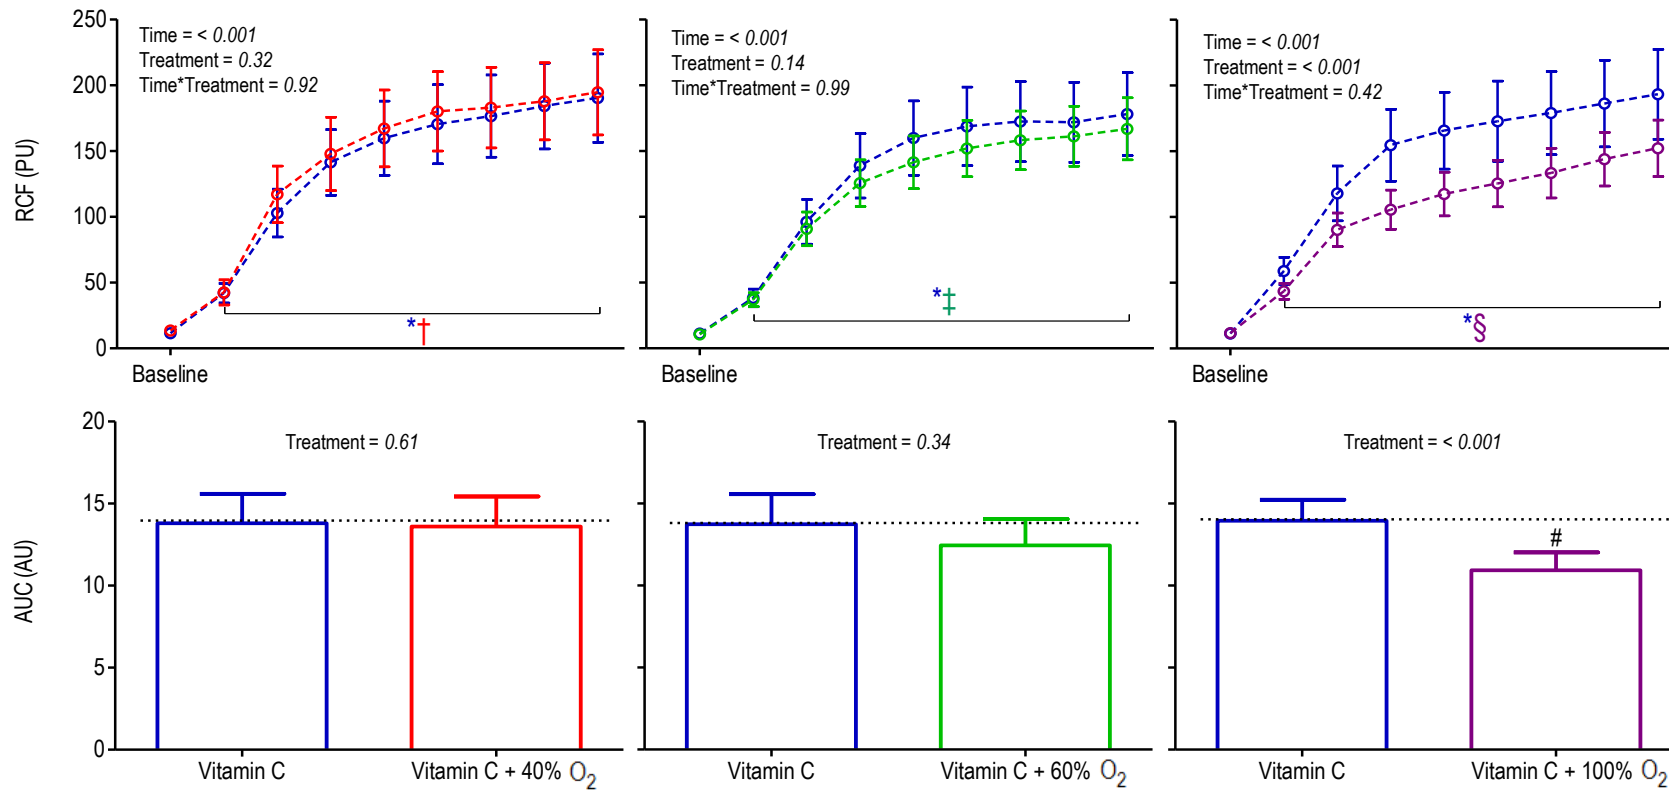 250
200
150
100
50
0
RCF (PU)
Time = < 0.001
Treatment = 0.32
Time*Treatment = 0.92
*†
Baseline
Time = < 0.001
Treatment = 0.14
Time*Treatment = 0.99
*‡
Baseline
Time = < 0.001
Treatment = < 0.001
Time*Treatment = 0.42
*§
Baseline
20
15
10
5
0
AUC (AU)
Treatment = 0.61
Vitamin C
Vitamin C + 40% O₂
Treatment = 0.34
Vitamin C
Vitamin C + 60% O₂
Treatment = < 0.001
#
Vitamin C
Vitamin C + 100% O₂